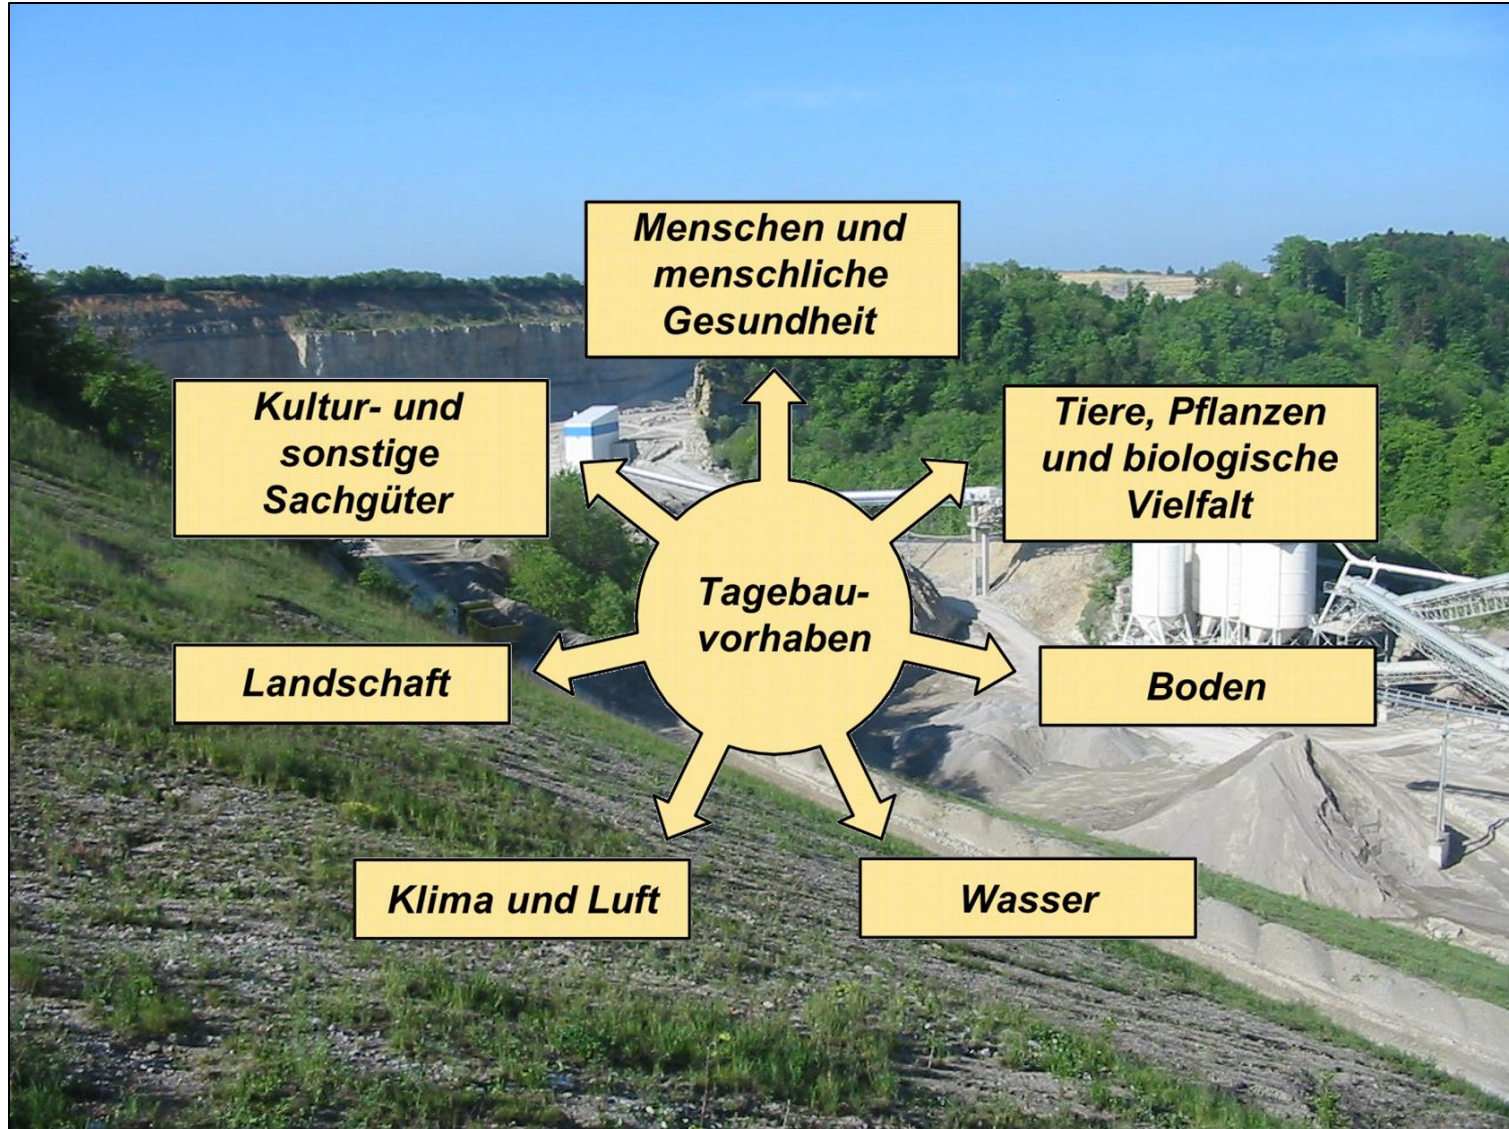 Menschen und
menschliche
Gesundheit
Kultur- und
sonstige
Sachgüter
Tiere, Pflanzen
und biologische
Vielfalt
Tagebau-
vorhaben
Landschaft
Boden
Klima und Luft
Wasser